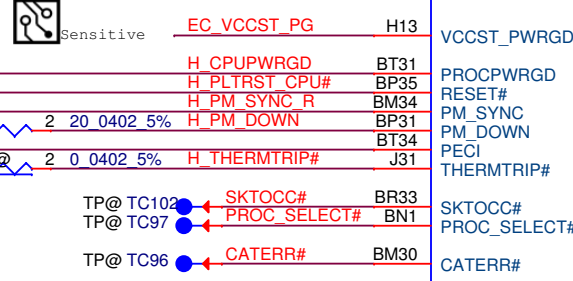 Sensitive EC_VCCST_PG H13 VCCST_PWRGD
H_CPUPWRGD BT31 PROCPWRGD
H_PLTRST_CPU# BP35 RESET#
H_PM_SYNC_R BM34 PM_SYNC
2 20_0402_5% H_PM_DOWN BP31 PM_DOWN
BT34 PECI
@ 2 0_0402_5% H_THERMTRIP# J31 THERMTRIP#
TP@ TC102 SKTOCC# BR33 SKTOCC#
TP@ TC97 PROC_SELECT# BN1 PROC_SELECT#
TP@ TC96 CATERR# BM30 CATERR#